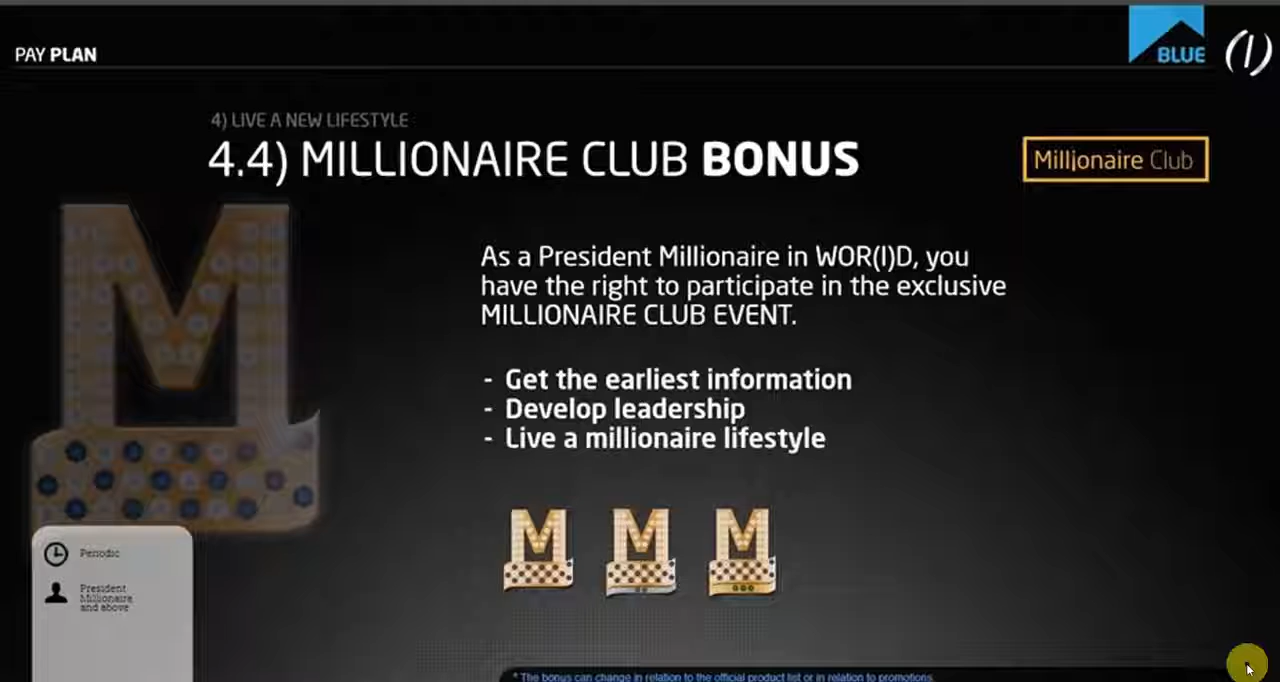 PAY PLAN
BLUE
(I)
4) LIVE A NEW LIFESTYLE
4.4) MILLIONAIRE CLUB BONUS
Millionaire Club
As a President Millionaire in WOR(I)D, you
have the right to participate in the exclusive
MILLIONAIRE CLUB EVENT.
- Get the earliest information
- Develop leadership
- Live a millionaire lifestyle
M
M M M
Periodic
President
Millionaire
and above
* The bonus can change in relation to the official product list or in relation to promotions.